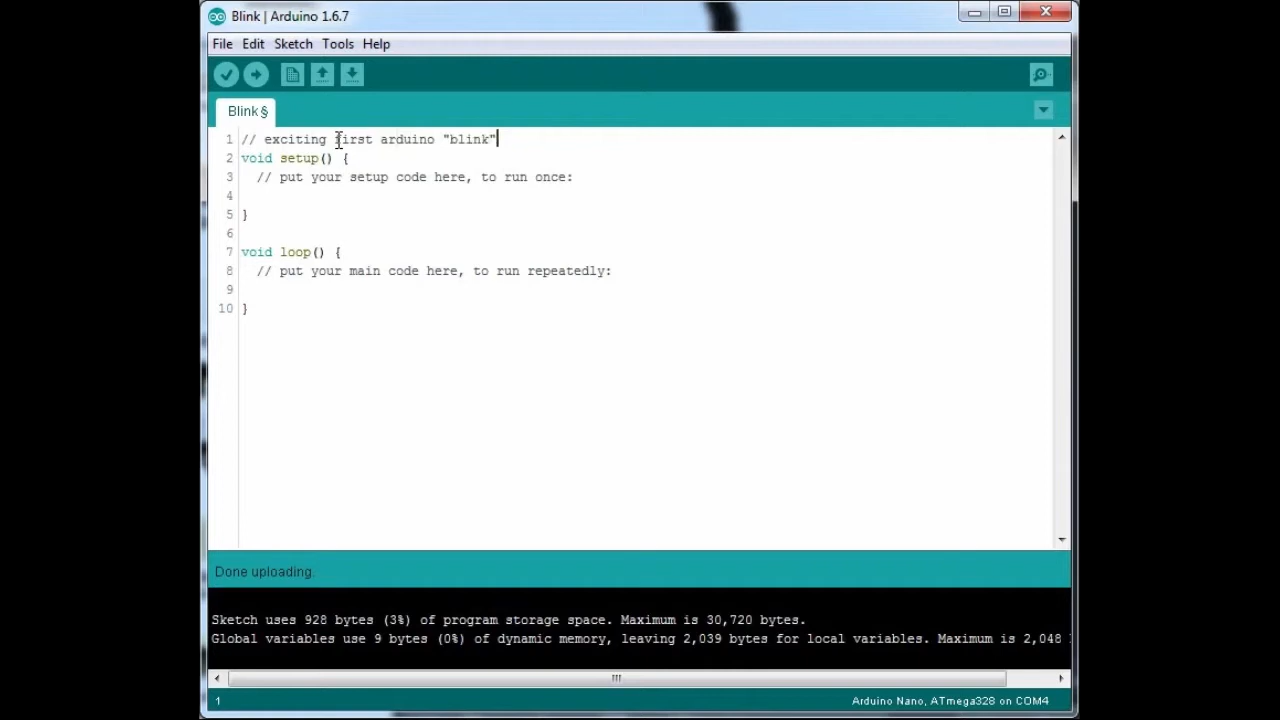 Blink | Arduino 1.6.7
File Edit Sketch Tools Help
Blink §
1 // exciting first arduino "blink"
2 void setup() {
3 // put your setup code here, to run once:
4
5 }
6
7 void loop() {
8 // put your main code here, to run repeatedly:
9
10 }
Done uploading.
Sketch uses 928 bytes (3%) of program storage space. Maximum is 30,720 bytes.
Global variables use 9 bytes (0%) of dynamic memory, leaving 2,039 bytes for local variables. Maximum is 2,048
1 Arduino Nano, ATmega328 on COM4